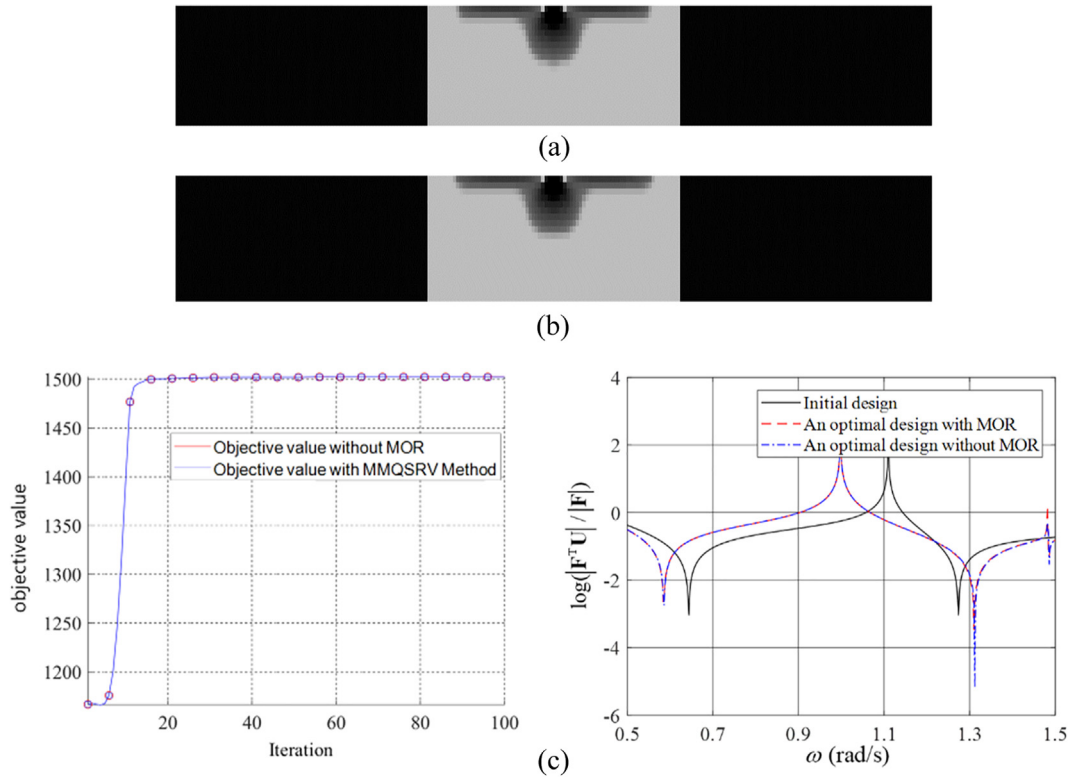 (a)
(b)
1500
1450
1400
1350
1300
1250
1200
objective value
Objective value without MOR
Objective value with MMQSRV Method
20 40 60 80 100
Iteration
4
2
0
-2
-4
-6
log(|FᵀU| / |F|)
Initial design
An optimal design with MOR
An optimal design without MOR
0.5 0.7 0.9 1.1 1.3 1.5
ω (rad/s)
(c)